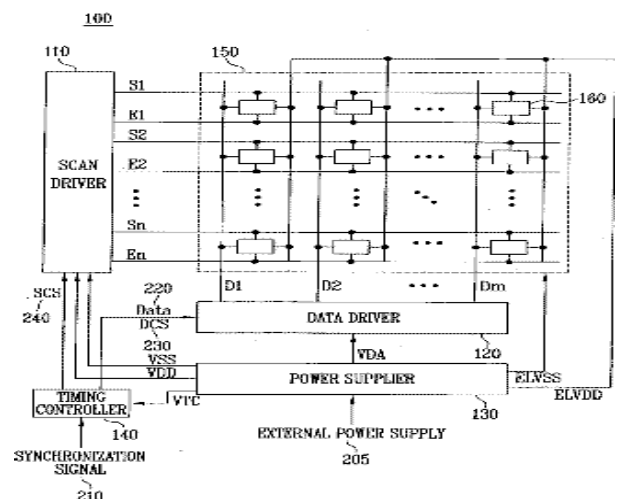 100
110
150
S1
E1
160
S2
SCAN
DRIVER
E2
Sn
En
D1
D2
Dm
SCS
240
220
Data
DCS
230
DATA DRIVER
120
VSS
VDD
VDA
POWER SUPPLIER
ELVSS
ELVDD
130
VTC
TIMING
CONTROLLER
140
EXTERNAL POWER SUPPLY
205
SYNCHRONIZATION
SIGNAL
210